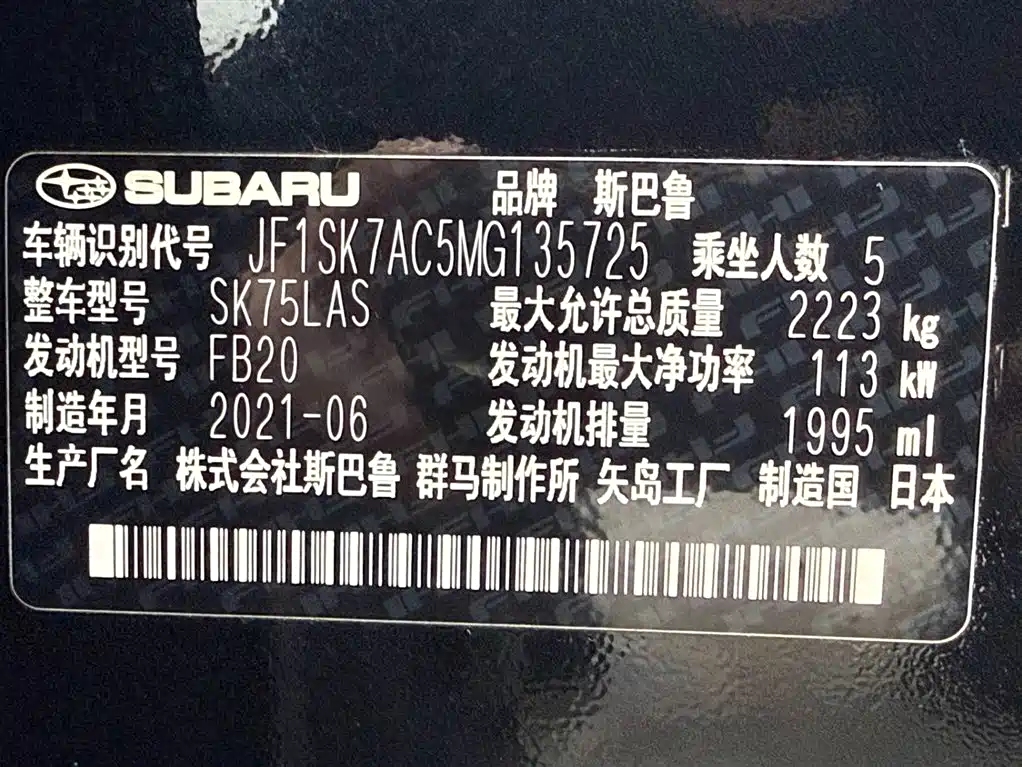 SUBARU 品牌 斯巴鲁
车辆识别代号 JF1SK7AC5MG135725 乘坐人数 5
整车型号 SK75LAS 最大允许总质量 2223 kg
发动机型号 FB20 发动机最大净功率 113 kW
制造年月 2021-06 发动机排量 1995 ml
生产厂名 株式会社斯巴鲁 群马制作所 矢岛工厂 制造国 日本